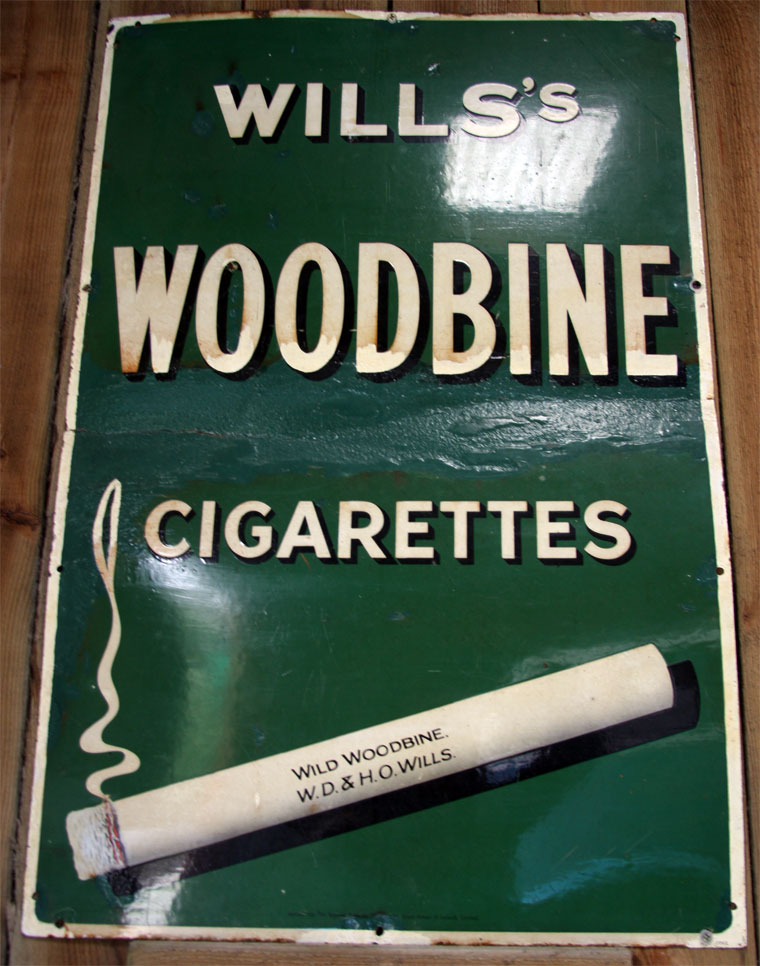 WILLS'S
WOODBINE
CIGARETTES
WILD WOODBINE.
W.D. & H.O. WILLS.